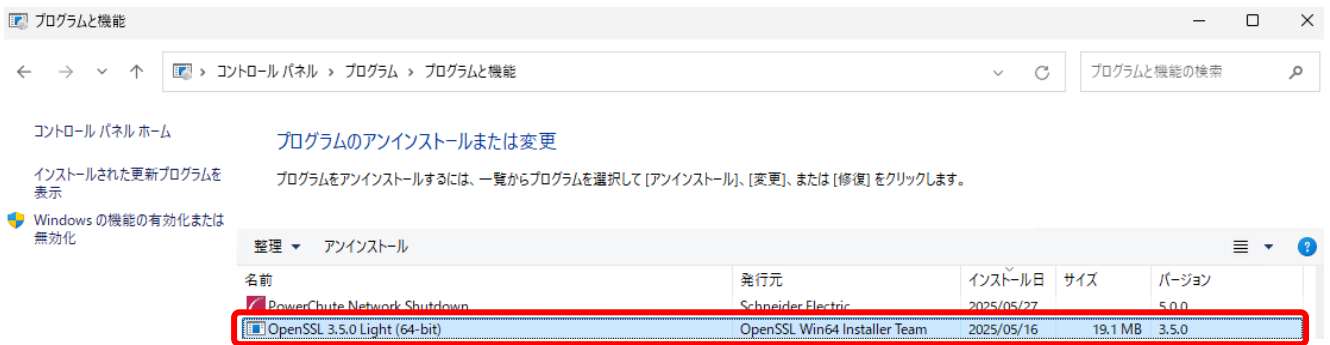 プログラムと機能
コントロール パネル › プログラム › プログラムと機能
プログラムと機能の検索
コントロール パネル ホーム
インストールされた更新プログラムを
表示
Windows の機能の有効化または
無効化
プログラムのアンインストールまたは変更
プログラムをアンインストールするには、一覧からプログラムを選択して [アンインストール]、[変更]、または [修復] をクリックします。
整理 アンインストール
名前 発行元 インストール日 サイズ バージョン
PowerChute Network Shutdown Schneider Electric 2025/05/27 5.0.0
OpenSSL 3.5.0 Light (64-bit) OpenSSL Win64 Installer Team 2025/05/16 19.1 MB 3.5.0